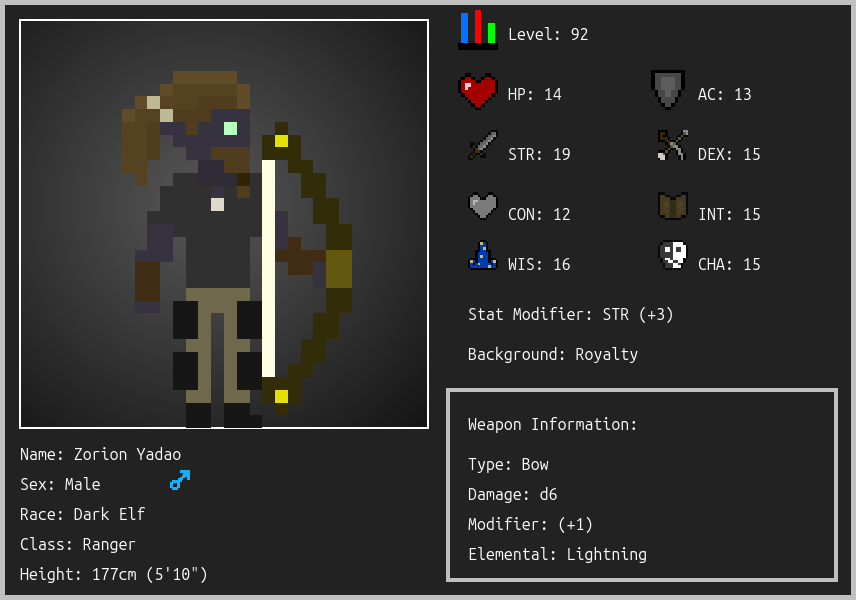 Level: 92
HP: 14
AC: 13
STR: 19
DEX: 15
CON: 12
INT: 15
WIS: 16
CHA: 15
Stat Modifier: STR (+3)
Background: Royalty
Weapon Information:
Type: Bow
Damage: d6
Modifier: (+1)
Elemental: Lightning
Name: Zorion Yadao
Sex: Male
Race: Dark Elf
Class: Ranger
Height: 177cm (5'10")